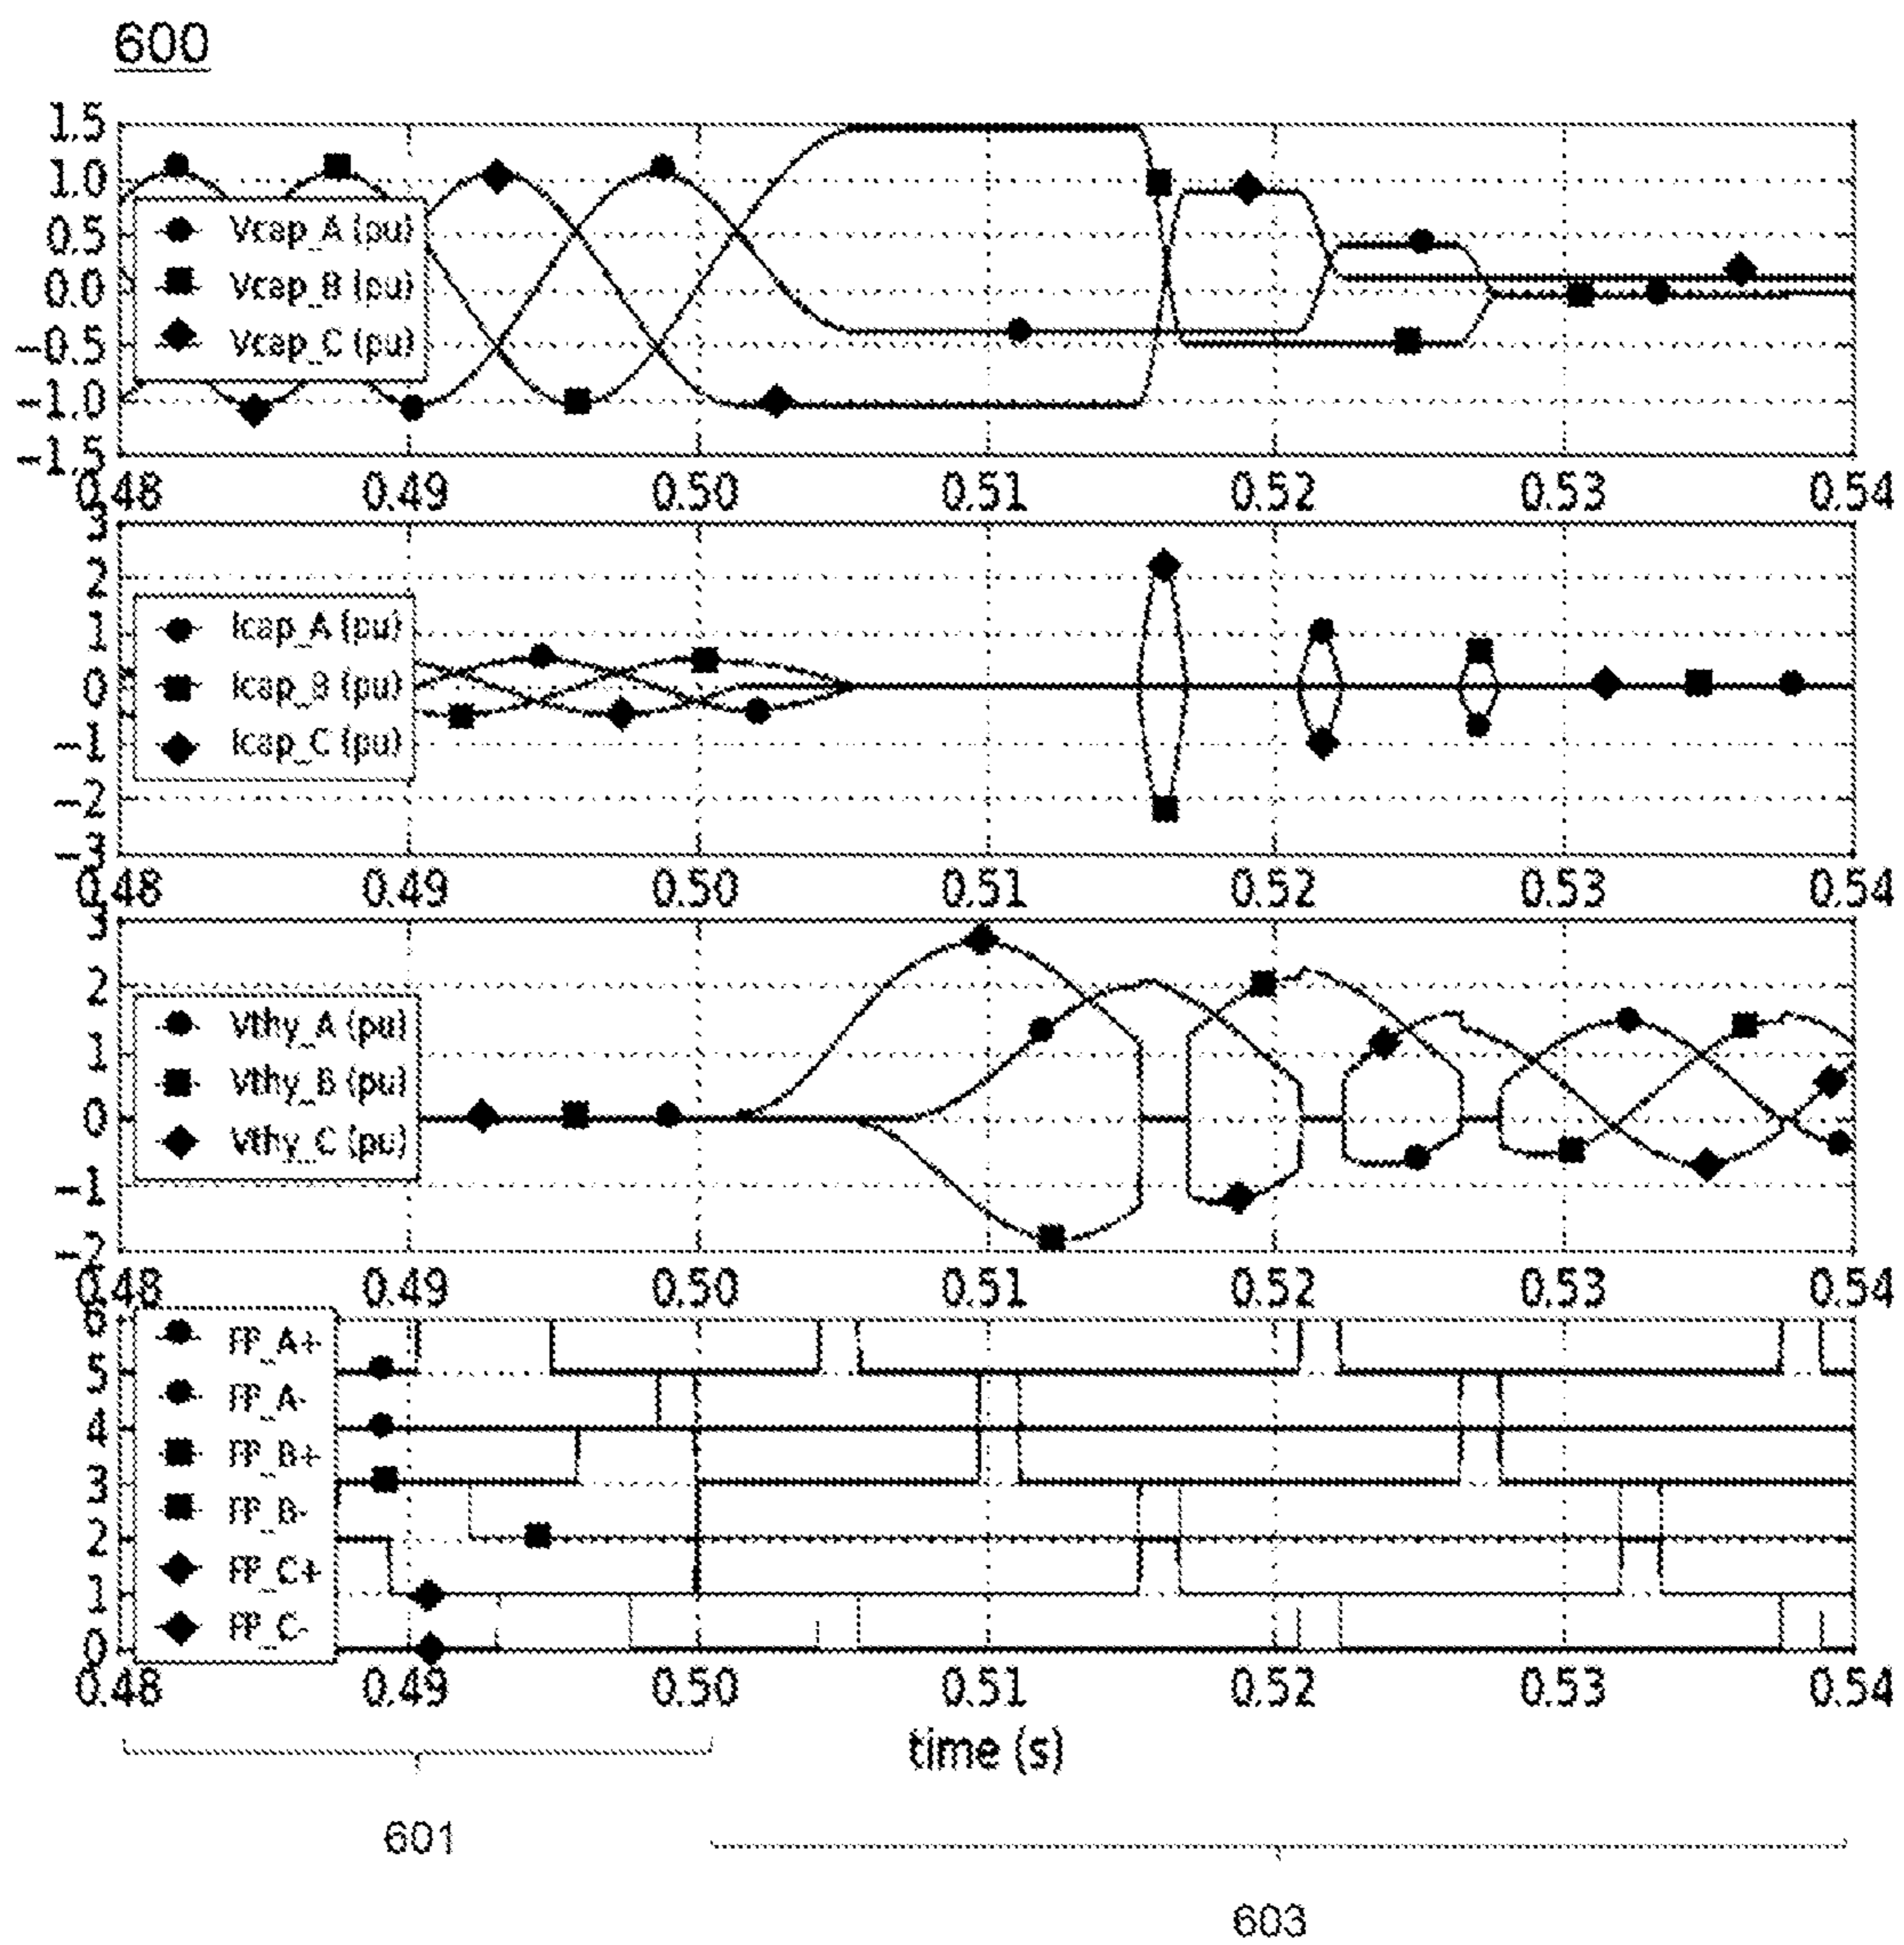 600
1.5
1.0
0.5
0.0
-0.5
-1.0
-1.5
Vcap_A (pu)
Vcap_B (pu)
Vcap_C (pu)
0.48 0.49 0.50 0.51 0.52 0.53 0.54
3
2
1
0
-1
-2
-3
Icap_A (pu)
Icap_B (pu)
Icap_C (pu)
0.48 0.49 0.50 0.51 0.52 0.53 0.54
3
2
1
0
-1
-2
Vthy_A (pu)
Vthy_B (pu)
Vthy_C (pu)
0.48 0.49 0.50 0.51 0.52 0.53 0.54
6
5
4
3
2
1
0
FP_A+
FP_A-
FP_B+
FP_B-
FP_C+
FP_C-
0.48 0.49 0.50 0.51 0.52 0.53 0.54
time (s)
601
603